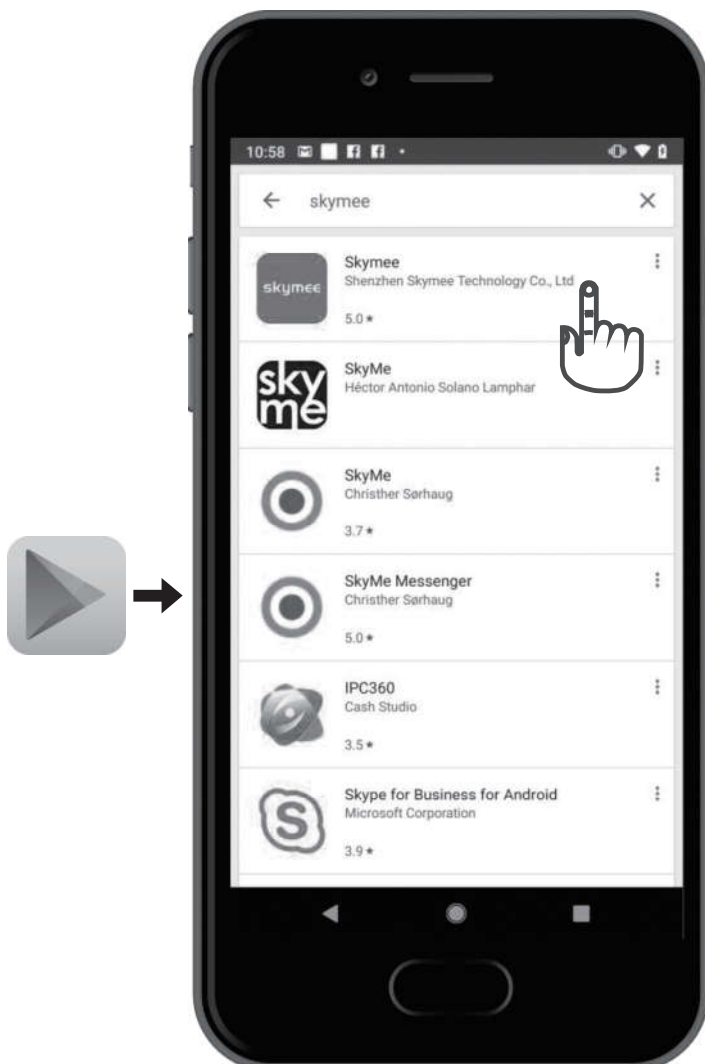 10:58
skymee
skymee
Skymee
Shenzhen Skymee Technology Co., Ltd
5.0 ★
sky
me
SkyMe
Héctor Antonio Solano Lamphar
SkyMe
Christher Sørhaug
3.7 ★
SkyMe Messenger
Christher Sørhaug
5.0 ★
IPC360
Cash Studio
3.5 ★
S
Skype for Business for Android
Microsoft Corporation
3.9 ★